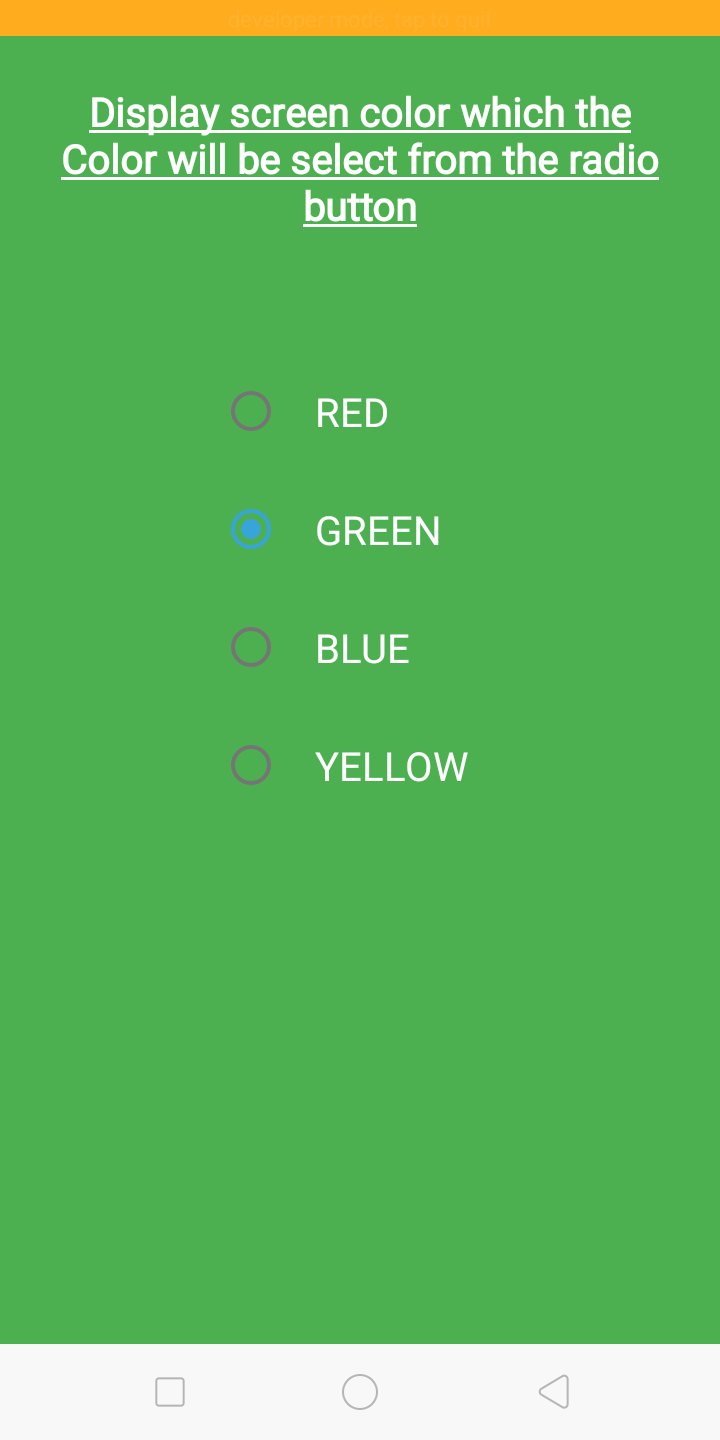 developer mode, tap to quit
Display screen color which the
Color will be select from the radio
button
RED
GREEN
BLUE
YELLOW